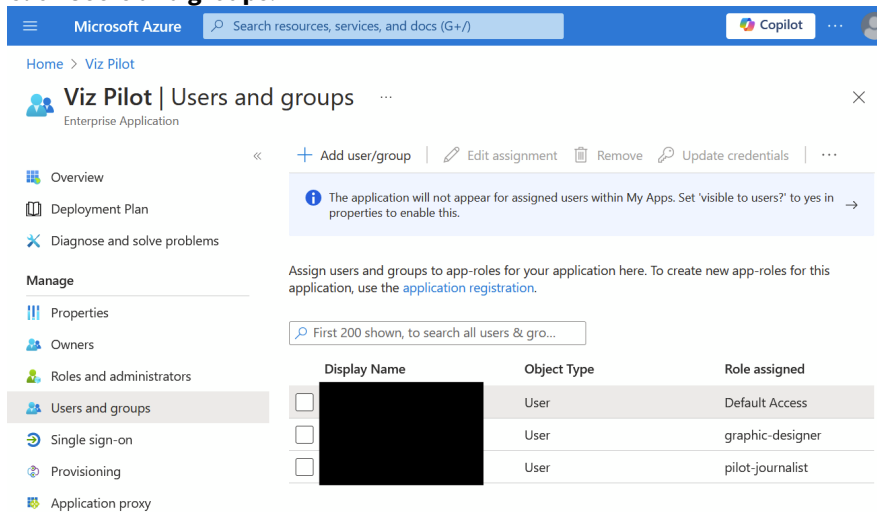 Microsoft Azure
Search resources, services, and docs (G+/)
Copilot
Home > Viz Pilot
Viz Pilot | Users and groups
Enterprise Application
Overview
Deployment Plan
Diagnose and solve problems
Manage
Properties
Owners
Roles and administrators
Users and groups
Single sign-on
Provisioning
Application proxy
Add user/group
Edit assignment
Remove
Update credentials
The application will not appear for assigned users within My Apps. Set 'visible to users?' to yes in
properties to enable this.
Assign users and groups to app-roles for your application here. To create new app-roles for this
application, use the application registration.
First 200 shown, to search all users & gro...
Display Name Object Type Role assigned
User Default Access
User graphic-designer
User pilot-journalist